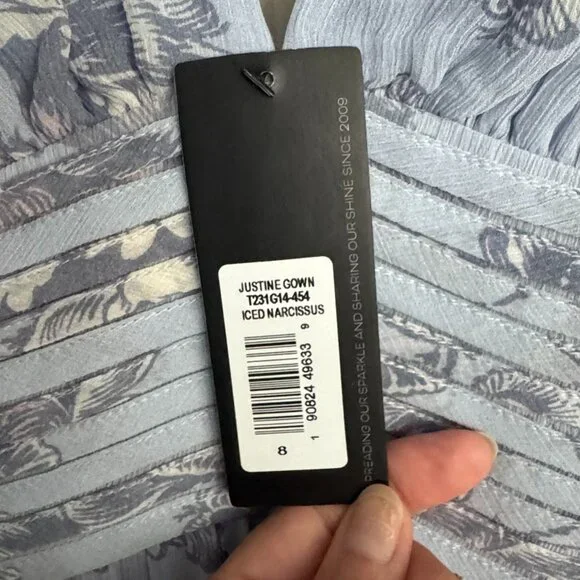 JUSTINE GOWN
T231G14-454
ICED NARCISSUS
1 90824 49633 9
8
PREADING OUR SPARKLE AND SHARING OUR SHINE SINCE 2009